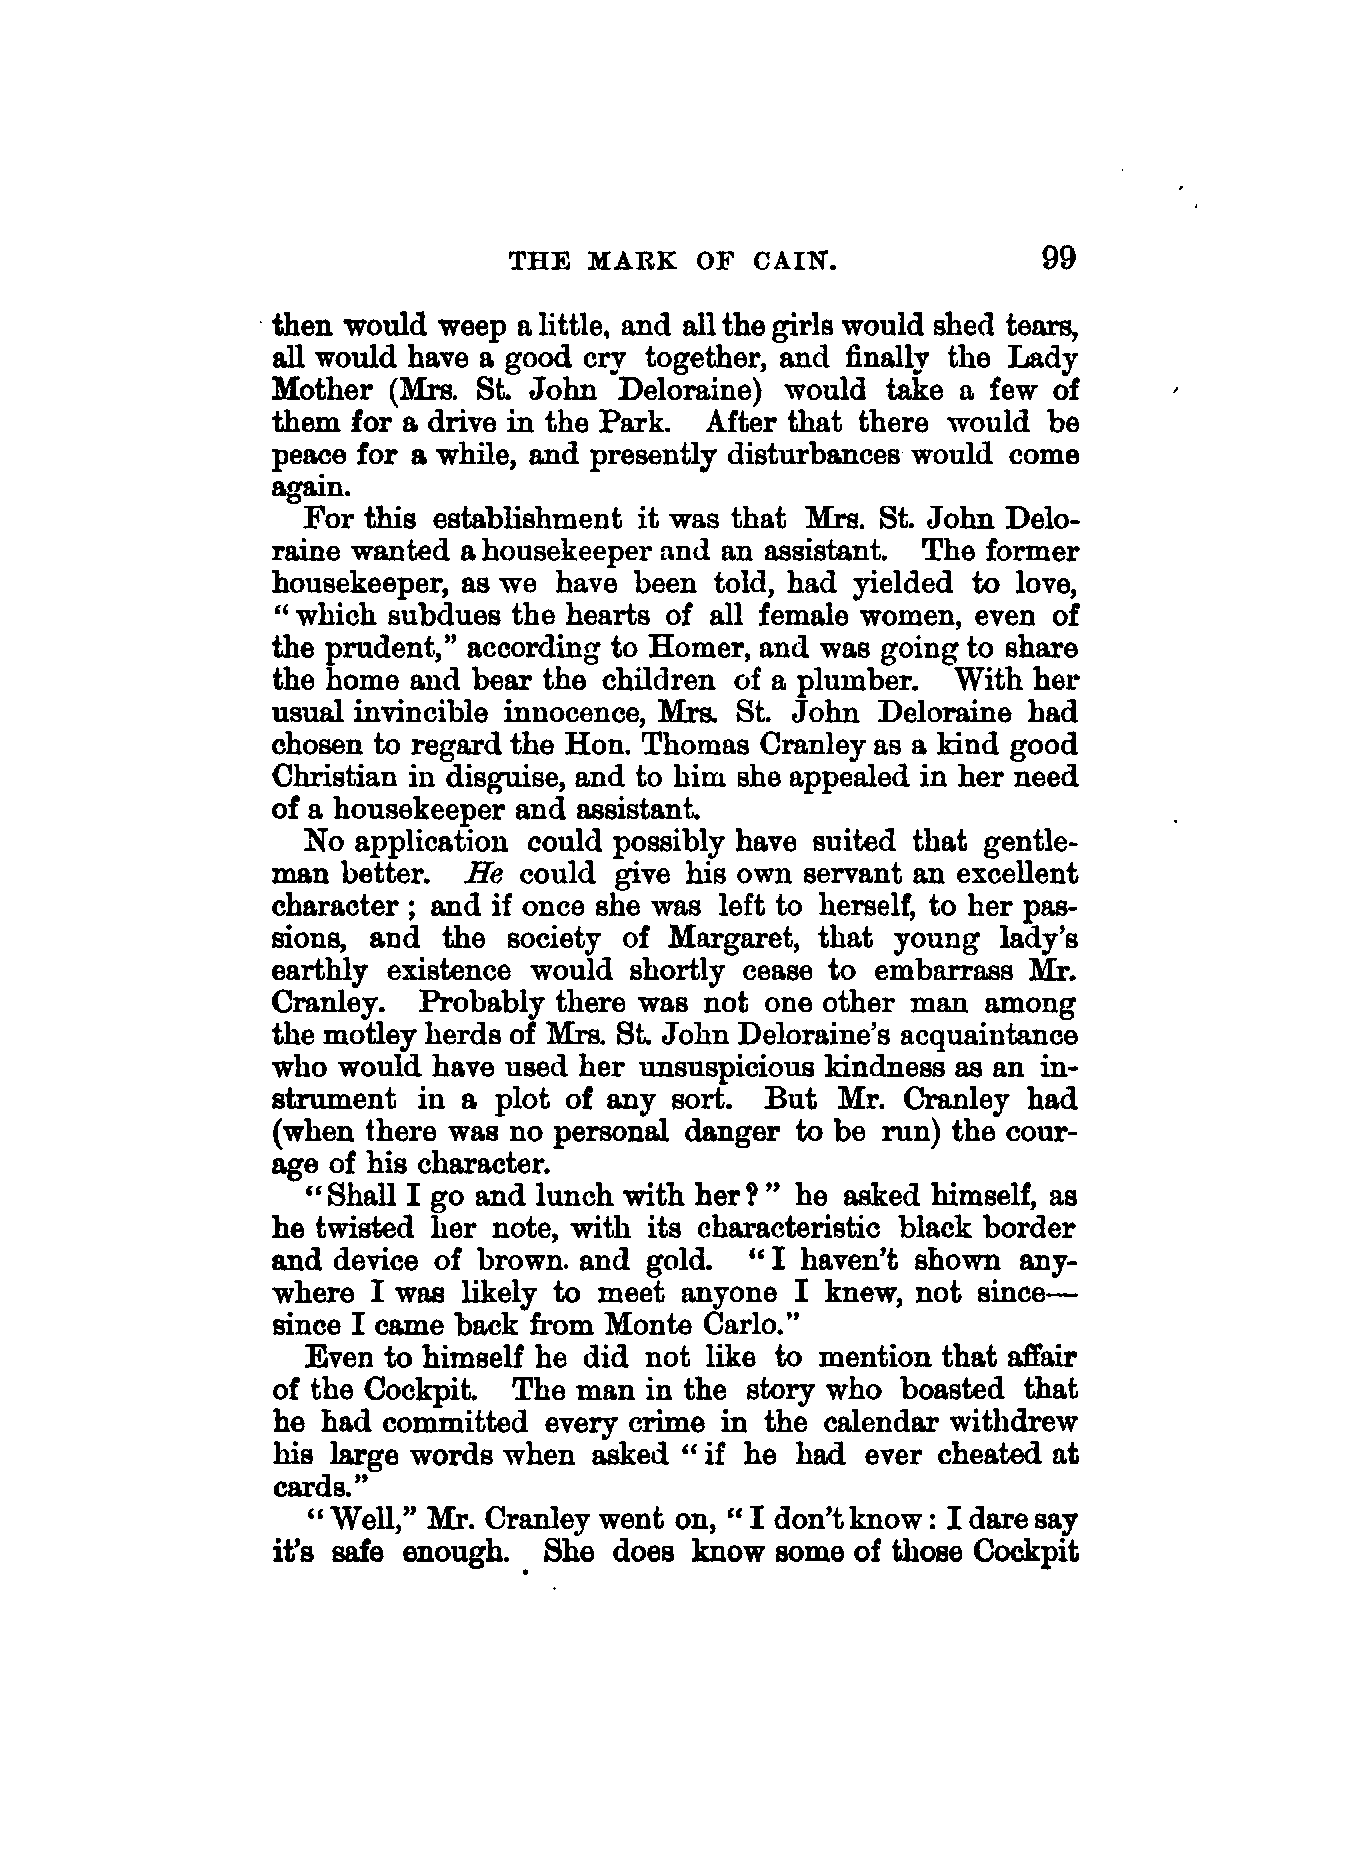 THE MARK OF CAIN. 99
then would weep a little, and all the girls would shed tears,
all would have a good cry together, and finally the Lady
Mother (Mrs. St. John Deloraine) would take a few of
them for a drive in the Park. After that there would be
peace for a while, and presently disturbances would come
again.
For this establishment it was that Mrs. St. John Delo-
raine wanted a housekeeper and an assistant. The former
housekeeper, as we have been told, had yielded to love,
“which subdues the hearts of all female women, even of
the prudent,” according to Homer, and was going to share
the home and bear the children of a plumber. With her
usual invincible innocence, Mrs. St. John Deloraine had
chosen to regard the Hon. Thomas Cranley as a kind good
Christian in disguise, and to him she appealed in her need
of a housekeeper and assistant.
No application could possibly have suited that gentle-
man better. He could give his own servant an excellent
character ; and if once she was left to herself, to her pas-
sions, and the society of Margaret, that young lady’s
earthly existence would shortly cease to embarrass Mr.
Cranley. Probably there was not one other man among
the motley herds of Mrs. St. John Deloraine’s acquaintance
who would have used her unsuspicious kindness as an in-
strument in a plot of any sort. But Mr. Cranley had
(when there was no personal danger to be run) the cour-
age of his character.
“Shall I go and lunch with her?” he asked himself, as
he twisted her note, with its characteristic black border
and device of brown. and gold. “I haven’t shown any-
where I was likely to meet anyone I knew, not since—
since I came back from Monte Carlo.”
Even to himself he did not like to mention that affair
of the Cockpit. The man in the story who boasted that
he had committed every crime in the calendar withdrew
his large words when asked “if he had ever cheated at
cards.”
“Well,” Mr. Cranley went on, “I don’t know : I dare say
it’s safe enough. She does know some of those Cockpit